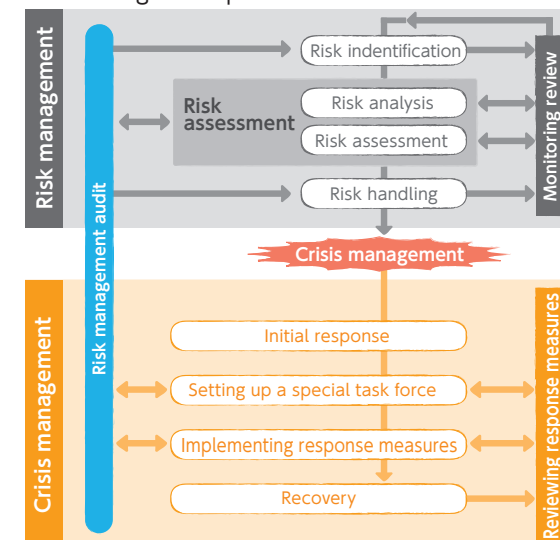 Risk management
Risk indentification
Risk
assessment
Risk analysis
Risk assessment
Risk handling
Monitoring review
Risk management audit
Crisis management
Crisis management
Initial response
Setting up a special task force
Implementing response measures
Recovery
Reviewing response measures